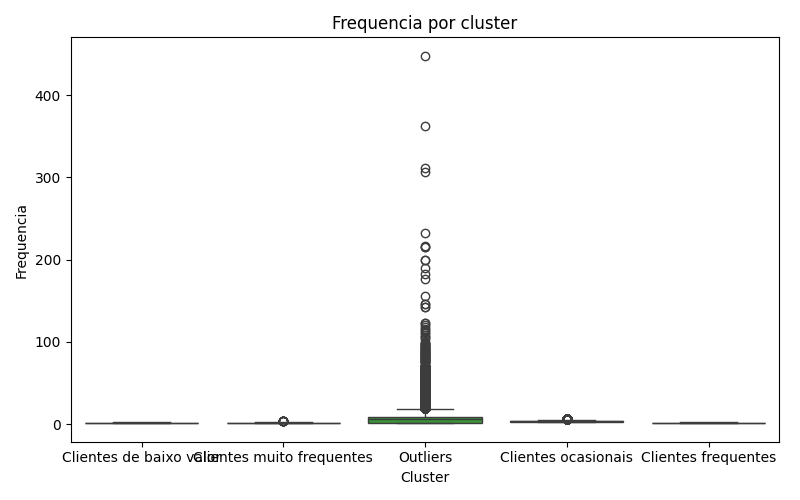 Frequencia por cluster
Frequencia
400
300
200
100
0
Clientes de baixo valor
Clientes muito frequentes
Outliers
Clientes ocasionais
Clientes frequentes
Cluster